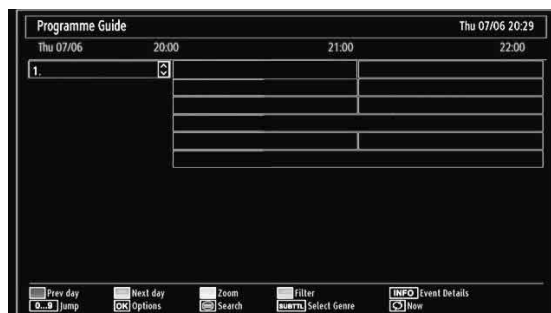 Programme Guide Thu 07/06 20:29
Thu 07/06 20:00 21:00 22:00
1.
Prev day Next day Zoom Filter INFO Event Details
0...9 Jump OK Options Search SUBTTL Select Genre Now